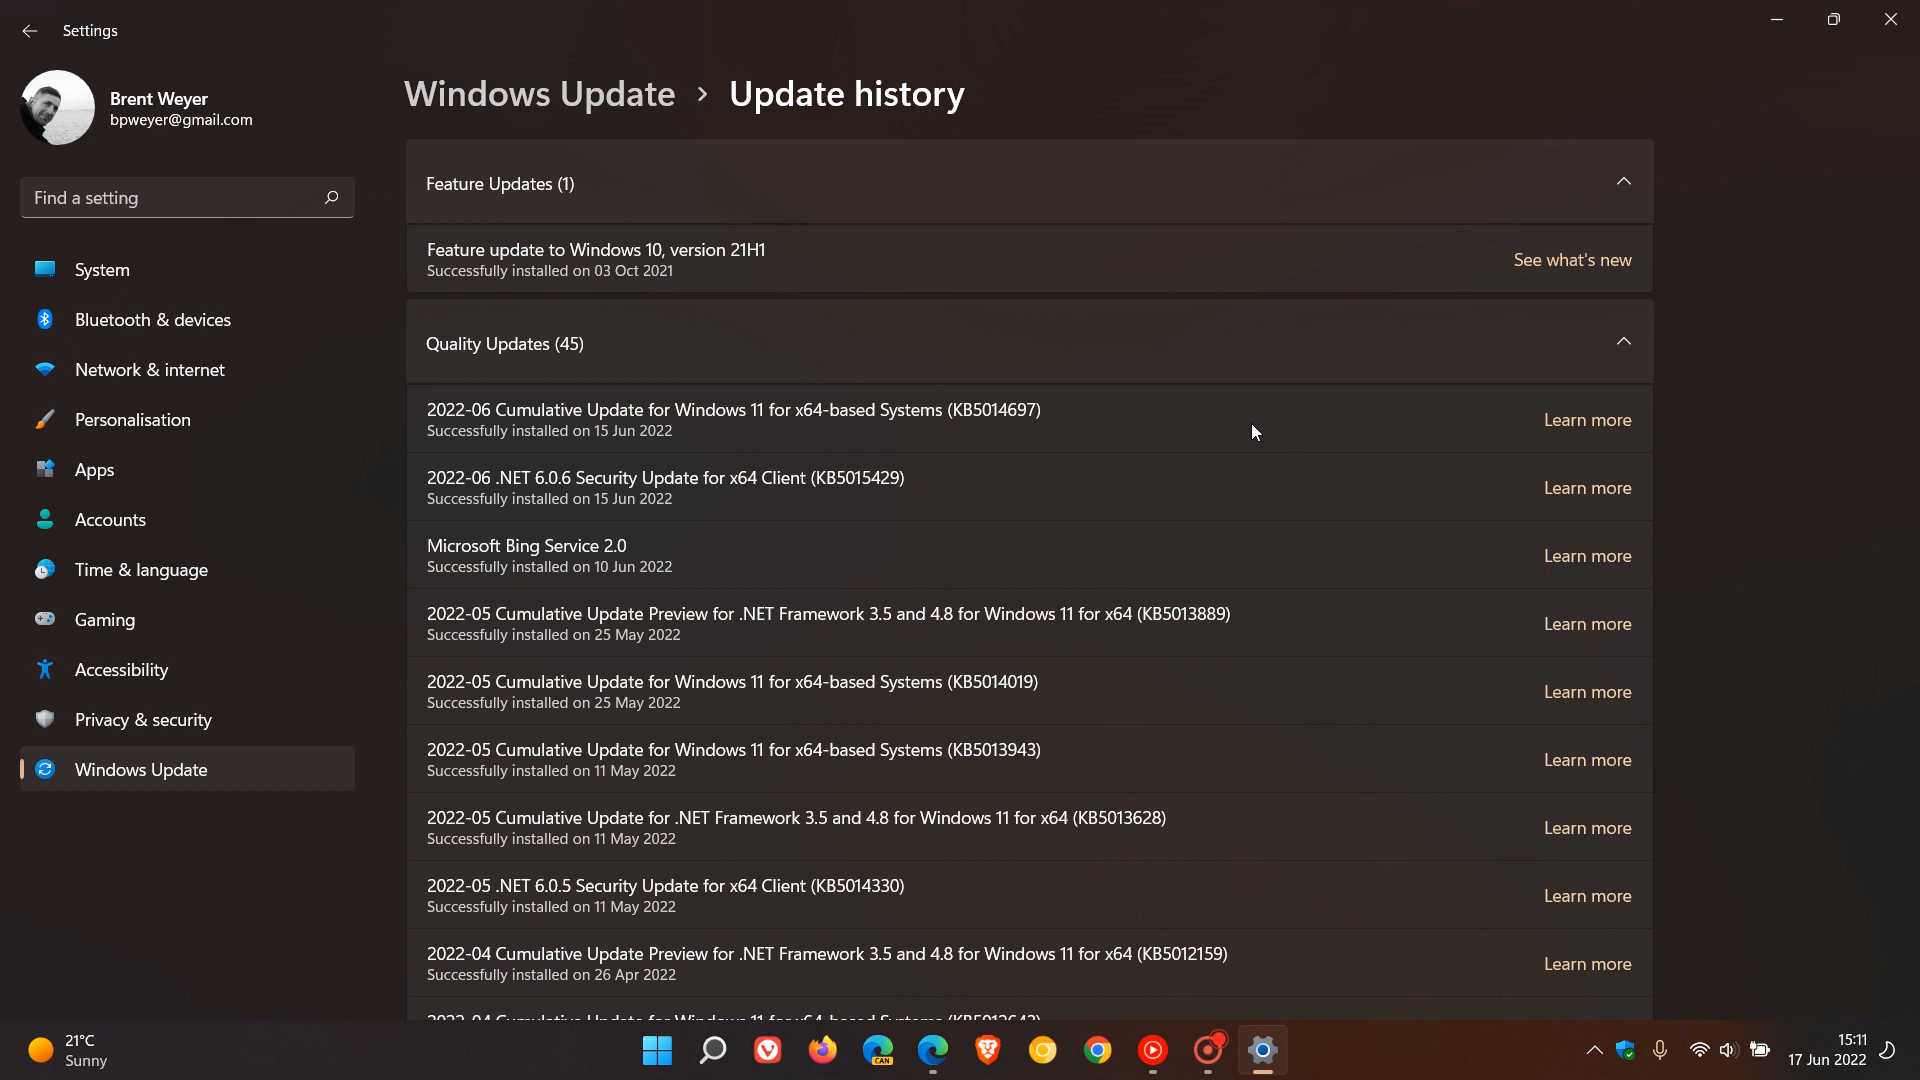 Settings
Brent Weyer
bpweyer@gmail.com
Find a setting
System
Bluetooth & devices
Network & internet
Personalisation
Apps
Accounts
Time & language
Gaming
Accessibility
Privacy & security
Windows Update
Windows Update > Update history
Feature Updates (1)
Feature update to Windows 10, version 21H1
Successfully installed on 03 Oct 2021
See what's new
Quality Updates (45)
2022-06 Cumulative Update for Windows 11 for x64-based Systems (KB5014697)
Successfully installed on 15 Jun 2022
Learn more
2022-06 .NET 6.0.6 Security Update for x64 Client (KB5015429)
Successfully installed on 15 Jun 2022
Learn more
Microsoft Bing Service 2.0
Successfully installed on 10 Jun 2022
Learn more
2022-05 Cumulative Update Preview for .NET Framework 3.5 and 4.8 for Windows 11 for x64 (KB5013889)
Successfully installed on 25 May 2022
Learn more
2022-05 Cumulative Update for Windows 11 for x64-based Systems (KB5014019)
Successfully installed on 25 May 2022
Learn more
2022-05 Cumulative Update for Windows 11 for x64-based Systems (KB5013943)
Successfully installed on 11 May 2022
Learn more
2022-05 Cumulative Update for .NET Framework 3.5 and 4.8 for Windows 11 for x64 (KB5013628)
Successfully installed on 11 May 2022
Learn more
2022-05 .NET 6.0.5 Security Update for x64 Client (KB5014330)
Successfully installed on 11 May 2022
Learn more
2022-04 Cumulative Update Preview for .NET Framework 3.5 and 4.8 for Windows 11 for x64 (KB5012159)
Successfully installed on 26 Apr 2022
Learn more
2022-04 Cumulative Update for Windows 11 for x64-based Systems
21°C
Sunny
CAN
15:11
17 Jun 2022